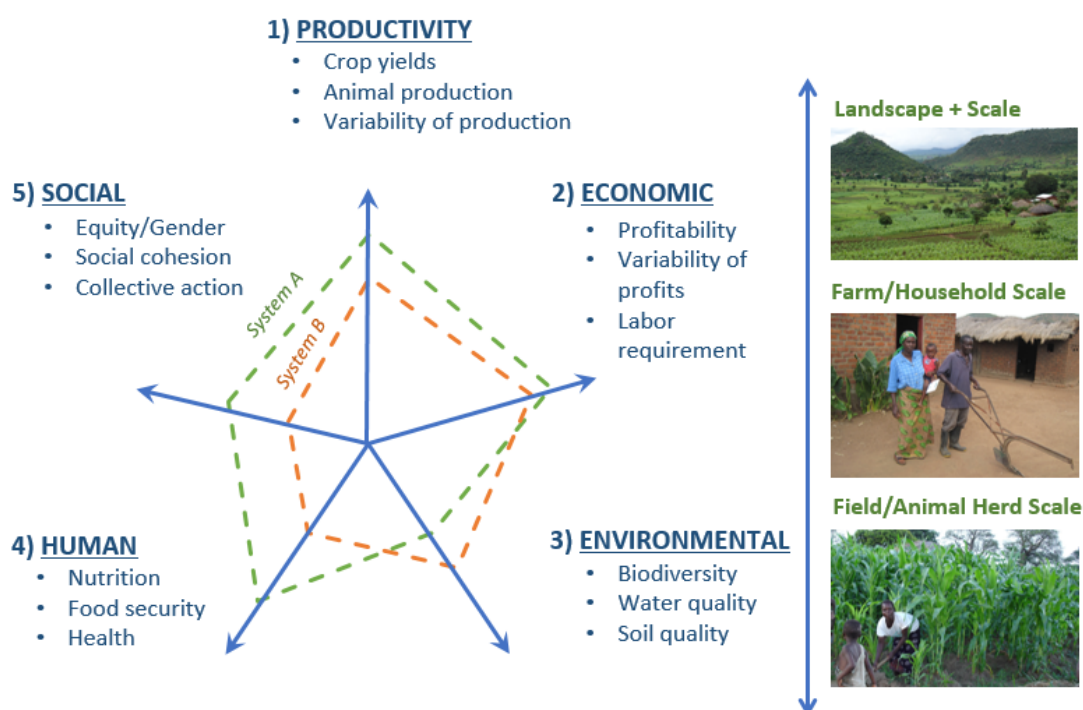 1) PRODUCTIVITY
• Crop yields
• Animal production
• Variability of production
5) SOCIAL
• Equity/Gender
• Social cohesion
• Collective action
2) ECONOMIC
• Profitability
• Variability of
profits
• Labor
requirement
System A
System B
4) HUMAN
• Nutrition
• Food security
• Health
3) ENVIRONMENTAL
• Biodiversity
• Water quality
• Soil quality
Landscape + Scale
Farm/Household Scale
Field/Animal Herd Scale